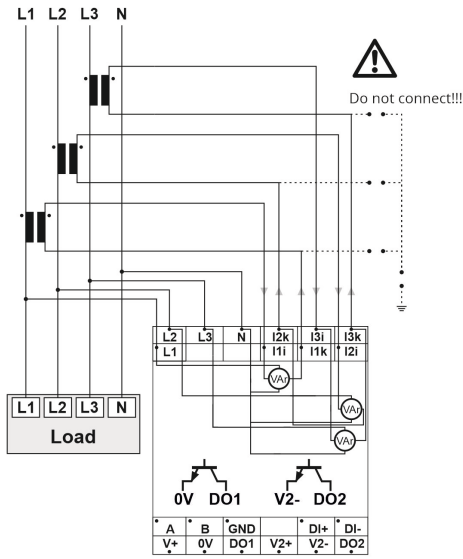 L1 L2 L3 N
Do not connect!!!
L2 L3 N I2k I3i I3k
L1 I1i I1k I2i
VAr
VAr
VAr
L1 L2 L3 N
Load
0V DO1 V2- DO2
A B GND DI+ DI-
V+ 0V DO1 V2+ V2- DO2